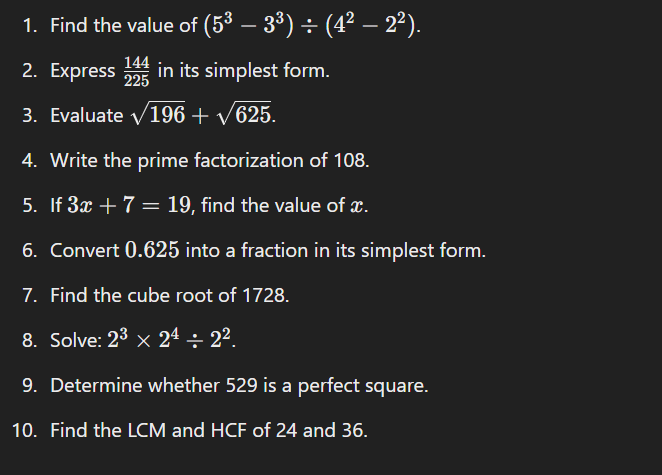 1. Find the value of (5³ − 3³) ÷ (4² − 2²).
2. Express 144/225 in its simplest form.
3. Evaluate √196 + √625.
4. Write the prime factorization of 108.
5. If 3x + 7 = 19, find the value of x.
6. Convert 0.625 into a fraction in its simplest form.
7. Find the cube root of 1728.
8. Solve: 2³ × 2⁴ ÷ 2².
9. Determine whether 529 is a perfect square.
10. Find the LCM and HCF of 24 and 36.